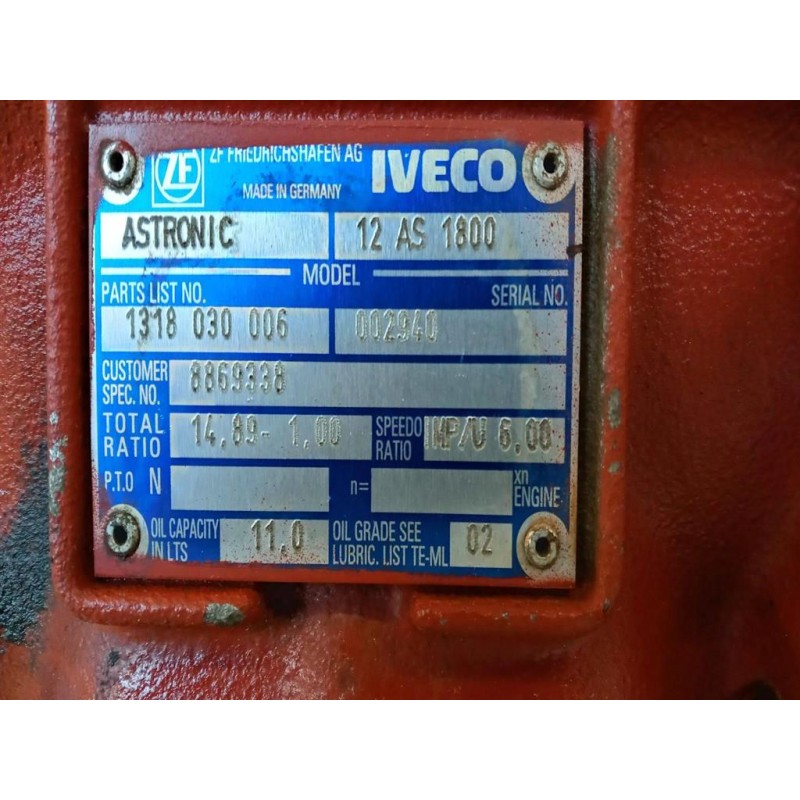 ZF ZF FRIEDRICHSHAFEN AG IVECO
MADE IN GERMANY
ASTRONIC 12 AS 1800
MODEL
PARTS LIST NO. SERIAL NO.
1318 030 006 002940
CUSTOMER SPEC. NO. 8869338
TOTAL RATIO 14,89- 1,00 SPEEDO RATIO IMP/U 6,00
P.T.O N n= xn ENGINE
OIL CAPACITY IN LTS 11,0 OIL GRADE SEE LUBRIC. LIST TE-ML 02